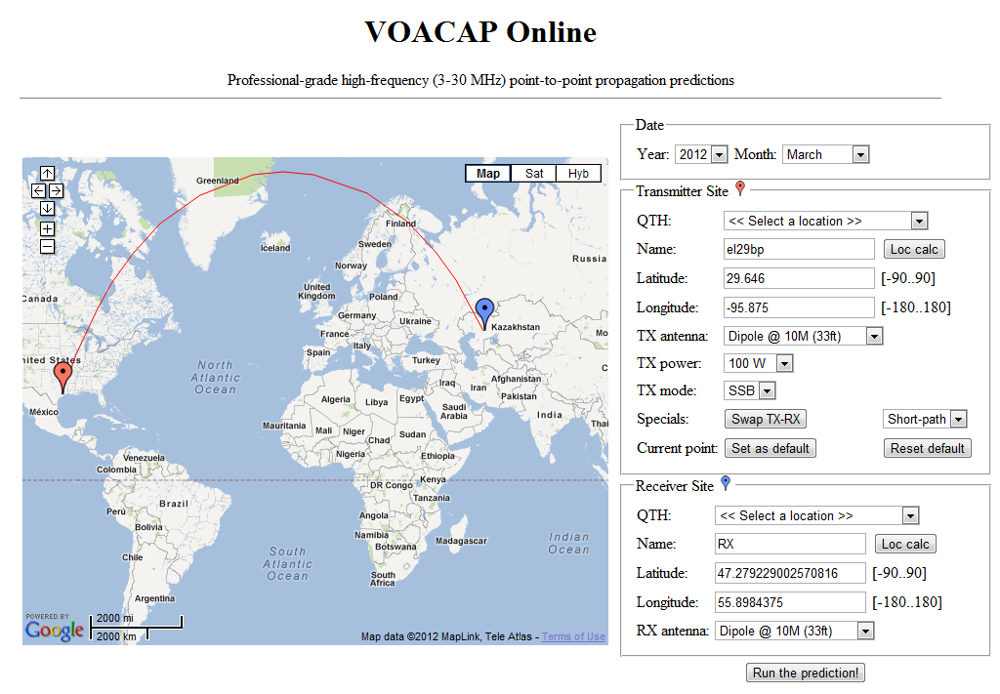 VOACAP Online
Professional-grade high-frequency (3-30 MHz) point-to-point propagation predictions
Map Sat Hyb
Greenland
Finland
Iceland
Sweden
Russia
Norway
United
Kingdom
Canada
Poland
Germany
Ukraine
Kazakhstan
France
Mo
Italy
Spain
nited States
Turkey
C
North
Atlantic
Ocean
Afghanistan
Iraq
Iran
Pakistan
Algeria
Libya
Egypt
Saudi
Arabia
México
India
Mauritania
Mali
Niger
Sudan
Thai
Chad
Nigeria
Ethiopia
Venezuela
Colombia
DR Congo
Kenya
Tanzania
Perú
Brazil
Angola
Bolivia
Namibia
Botswana
Madagascar
Indian
Ocean
Chile
South
Atlantic
Ocean
South
Africa
Argentina
POWERED BY
Google
2000 mi
2000 km
Map data ©2012 MapLink, Tele Atlas - Terms of Use
Date
Year: 2012 Month: March
Transmitter Site
QTH: << Select a location >>
Name: el29bp Loc calc
Latitude: 29.646 [-90..90]
Longitude: -95.875 [-180..180]
TX antenna: Dipole @ 10M (33ft)
TX power: 100 W
TX mode: SSB
Specials: Swap TX-RX Short-path
Current point: Set as default Reset default
Receiver Site
QTH: << Select a location >>
Name: RX Loc calc
Latitude: 47.279229002570816 [-90..90]
Longitude: 55.8984375 [-180..180]
RX antenna: Dipole @ 10M (33ft)
Run the prediction!